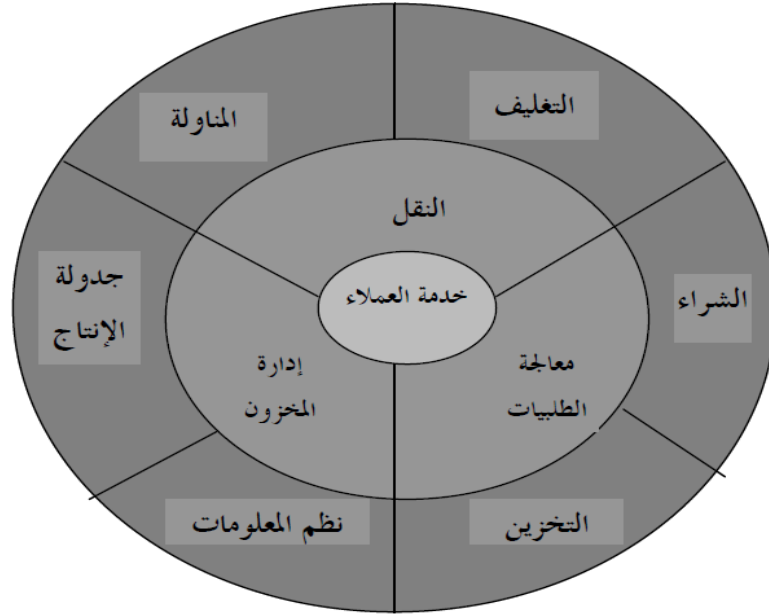 التغليف
المناولة
النقل
الشراء
جدولة
الإنتاج
خدمة العملاء
معالجة
الطلبيات
إدارة
المخزون
التخزين
نظم المعلومات